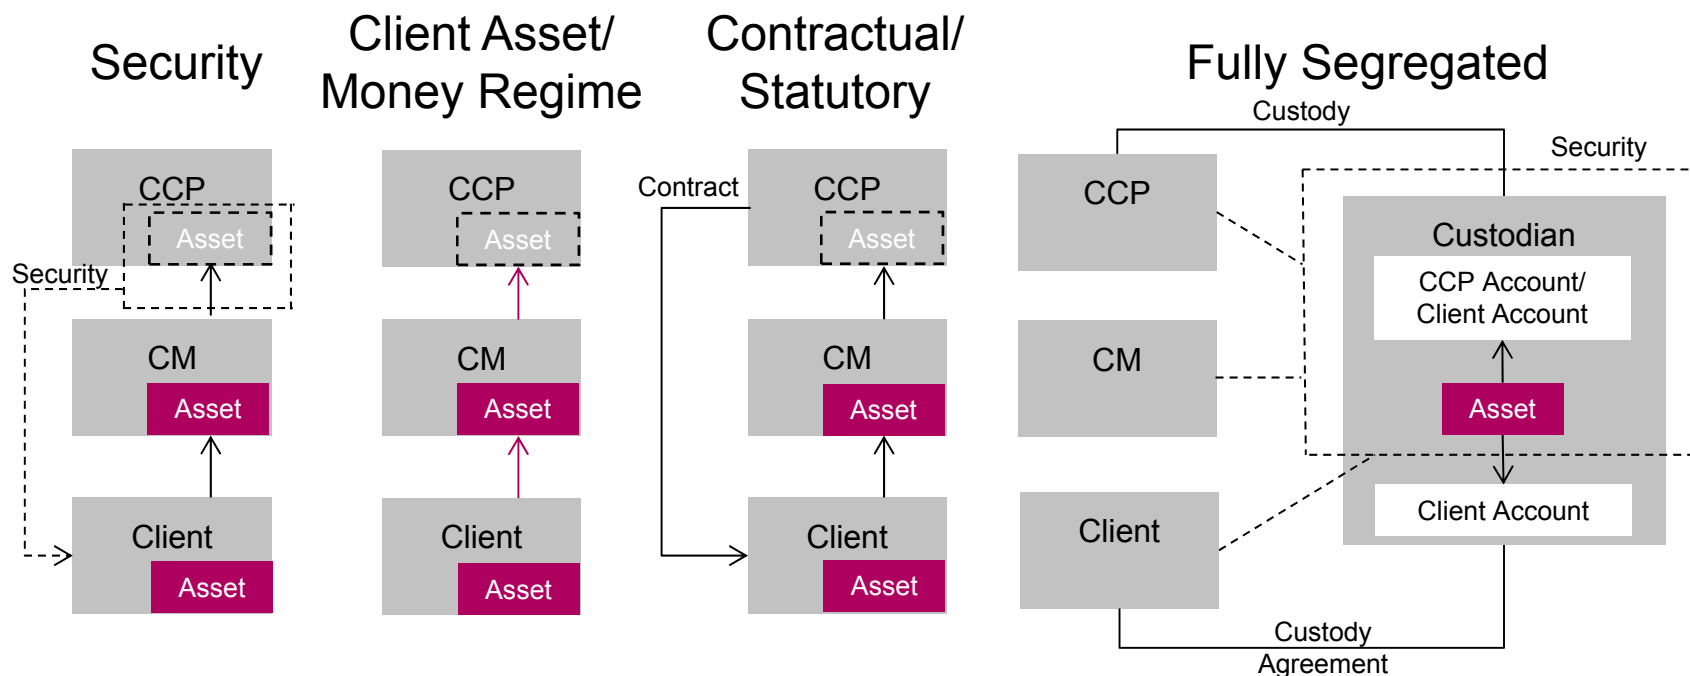 Security
CCP
Asset
Security
CM
Asset
Client
Asset
Client Asset/
Money Regime
CCP
Asset
CM
Asset
Client
Asset
Contractual/
Statutory
Contract
CCP
Asset
CM
Asset
Client
Asset
Fully Segregated
Custody
Security
CCP
CM
Client
Custodian
CCP Account/
Client Account
Asset
Client Account
Custody
Agreement